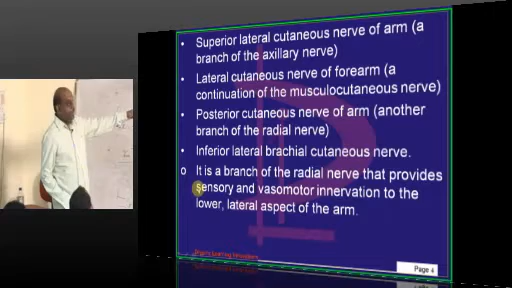 • Superior lateral cutaneous nerve of arm (a
branch of the axillary nerve)
• Lateral cutaneous nerve of forearm (a
continuation of the musculocutaneous nerve)
• Posterior cutaneous nerve of arm (another
branch of the radial nerve)
• Inferior lateral brachial cutaneous nerve.
o It is a branch of the radial nerve that provides
sensory and vasomotor innervation to the
lower, lateral aspect of the arm.
Page 4